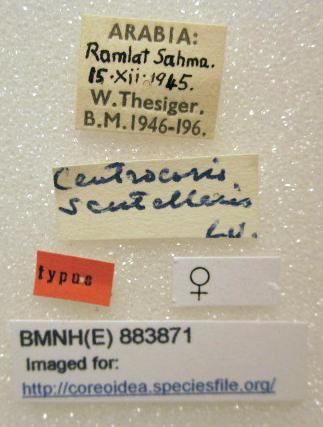 ARABIA:
Ramlat Sahma.
15.Xii.1945.
W.Thesiger.
B.M.1946-196.
Centrocoris
scutellaris
typus
♀
BMNH(E) 883871
Imaged for:
http://coreoidea.speciesfile.org/